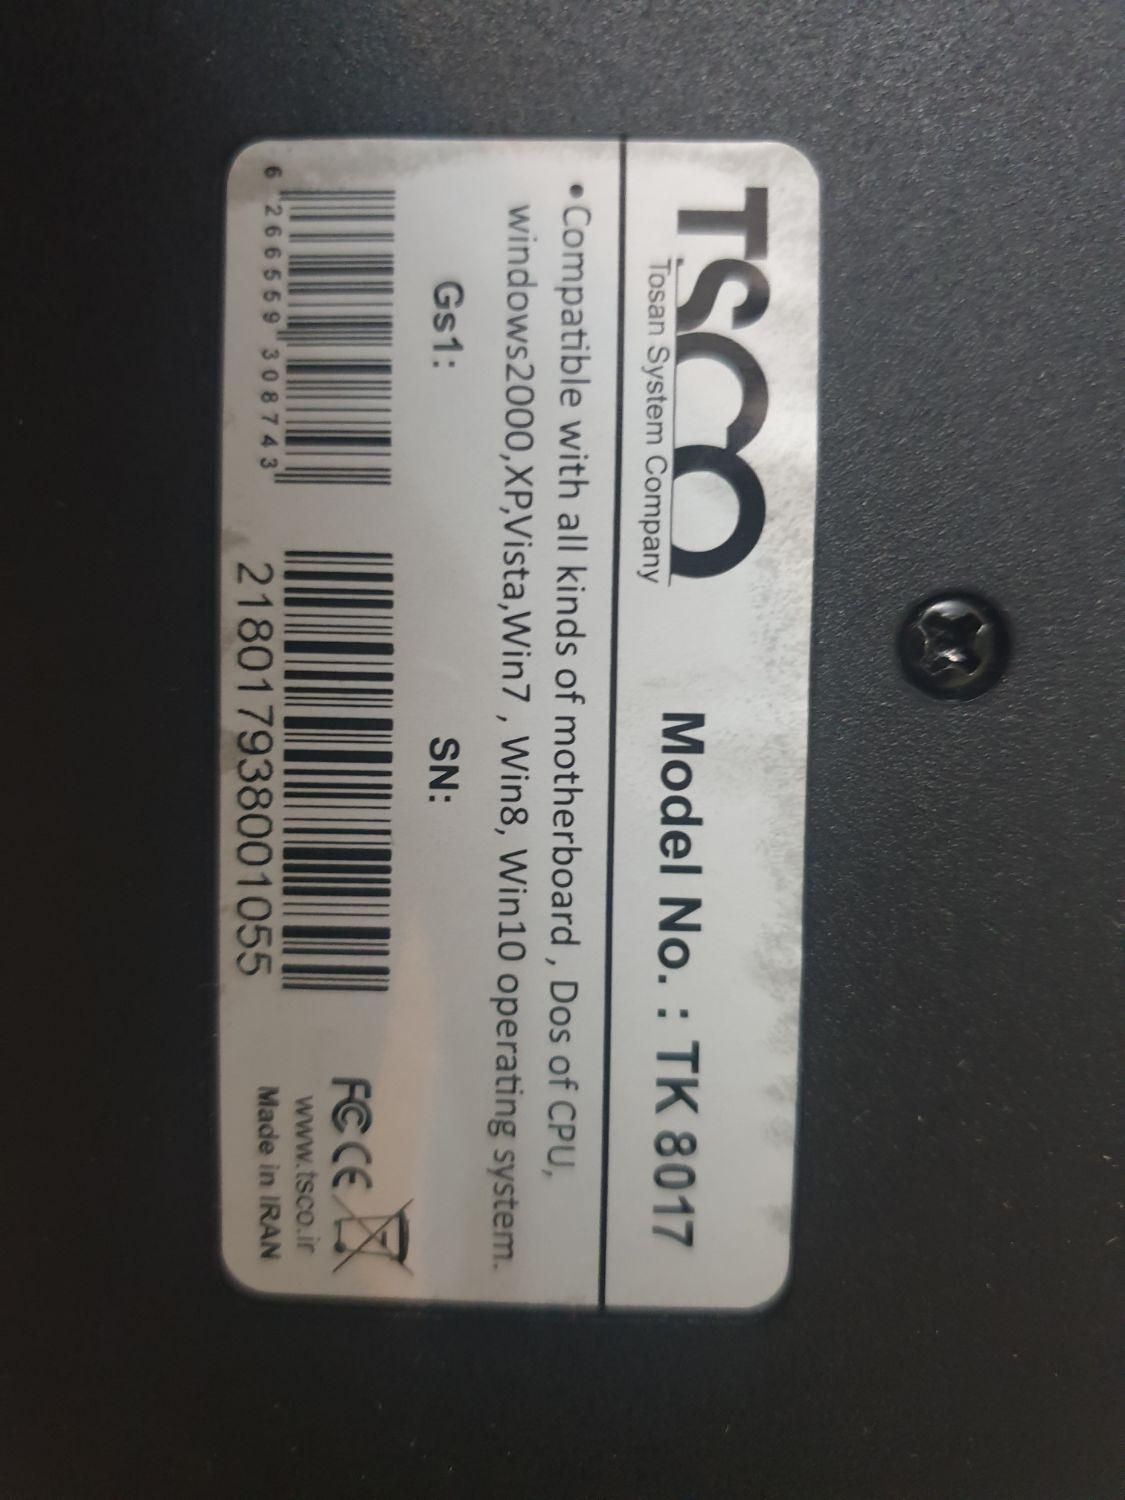 TSCO
Tosan System Company
Model No. : TK 8017
•Compatible with all kinds of motherboard , Dos of CPU,
windows2000,XP,Vista,Win7 , Win8, Win10 operating system.
Gs1:
SN:
6 266559 308743
218017938001055
FC CE
www.tsco.ir
Made in IRAN